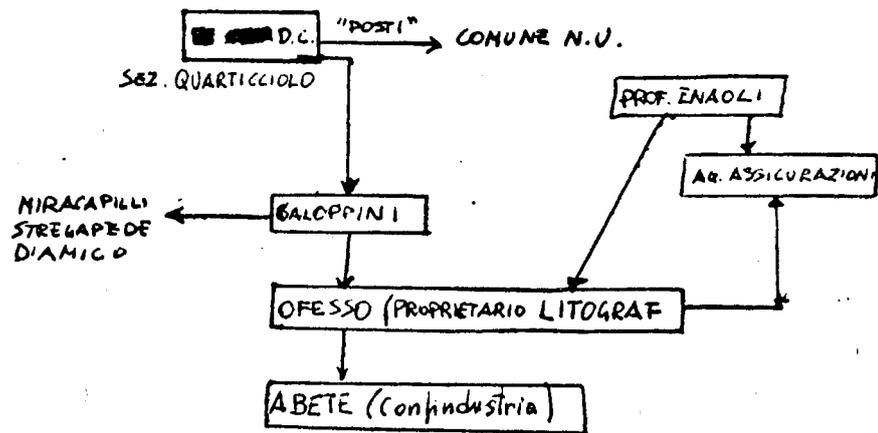 D.C.
"POSTI"
COMUNE N.U.
SEZ. QUARTICCIOLO
PROF. ENAOLI
AG. ASSICURAZIONI
MIRACAPILLI
STREGAPEDE
D'AMICO
GALOPPINI
OFESSO (PROPRIETARIO LITOGRAF
ABETE (Confindustria)